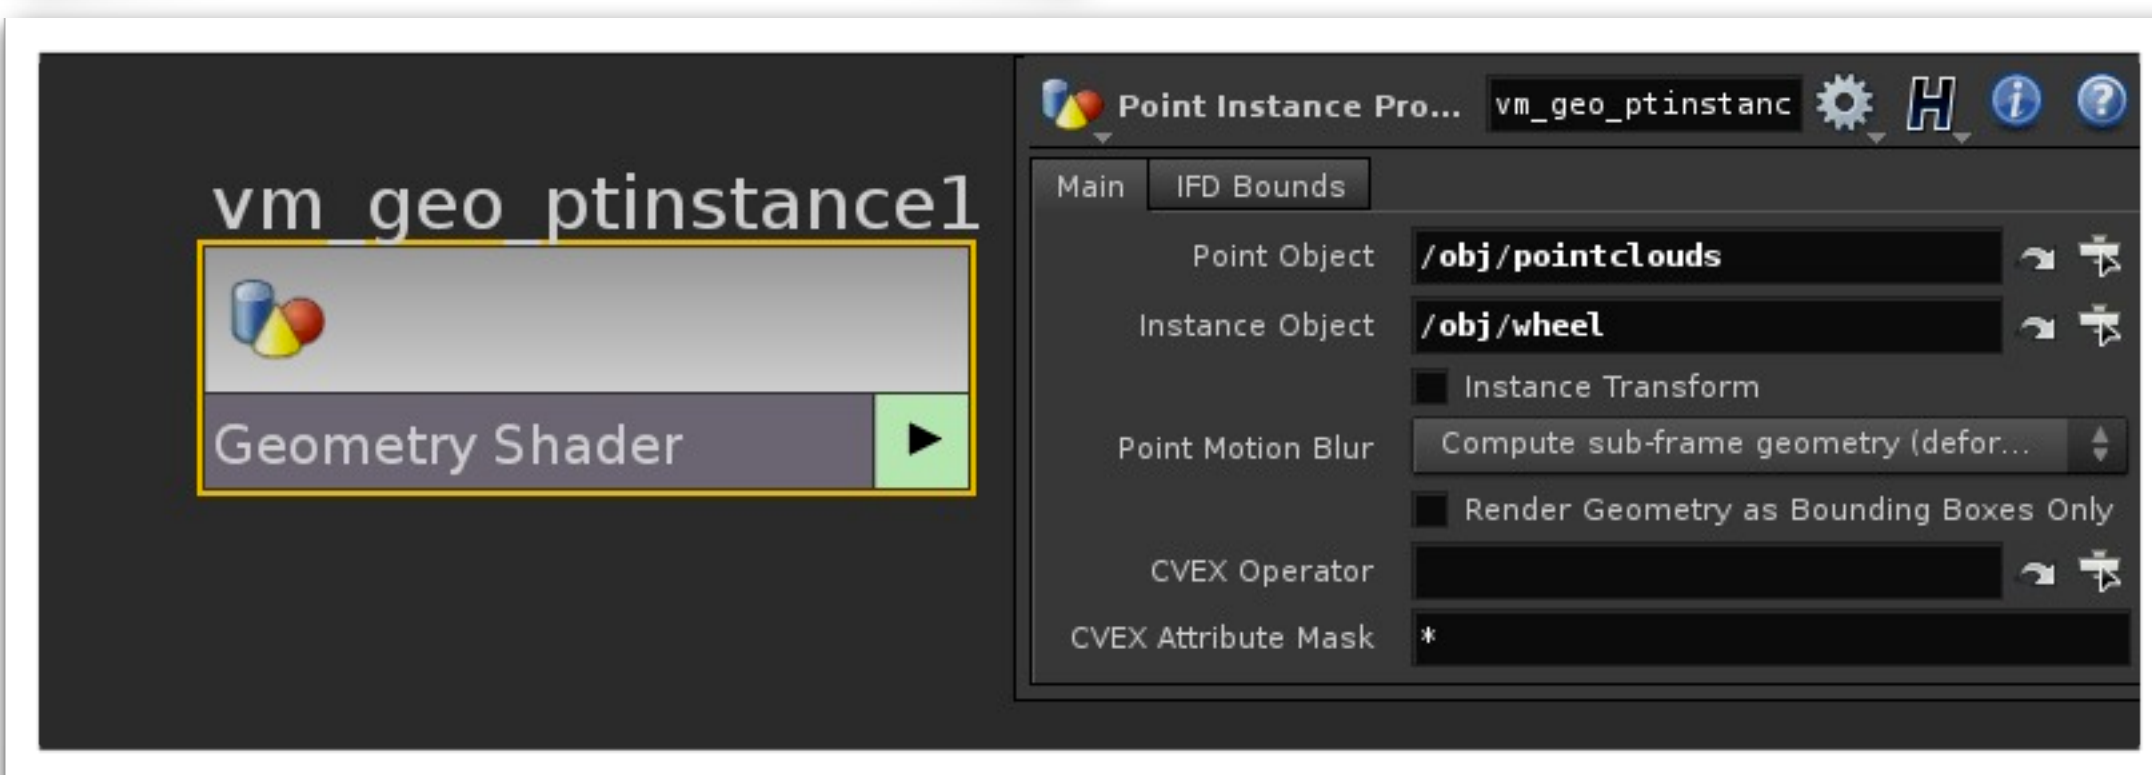 vm_geo_ptinstance1
Geometry Shader
Point Instance Pro... vm_geo_ptinstanc
Main IFD Bounds
Point Object /obj/pointclouds
Instance Object /obj/wheel
Instance Transform
Point Motion Blur Compute sub-frame geometry (defor...
Render Geometry as Bounding Boxes Only
CVEX Operator
CVEX Attribute Mask *